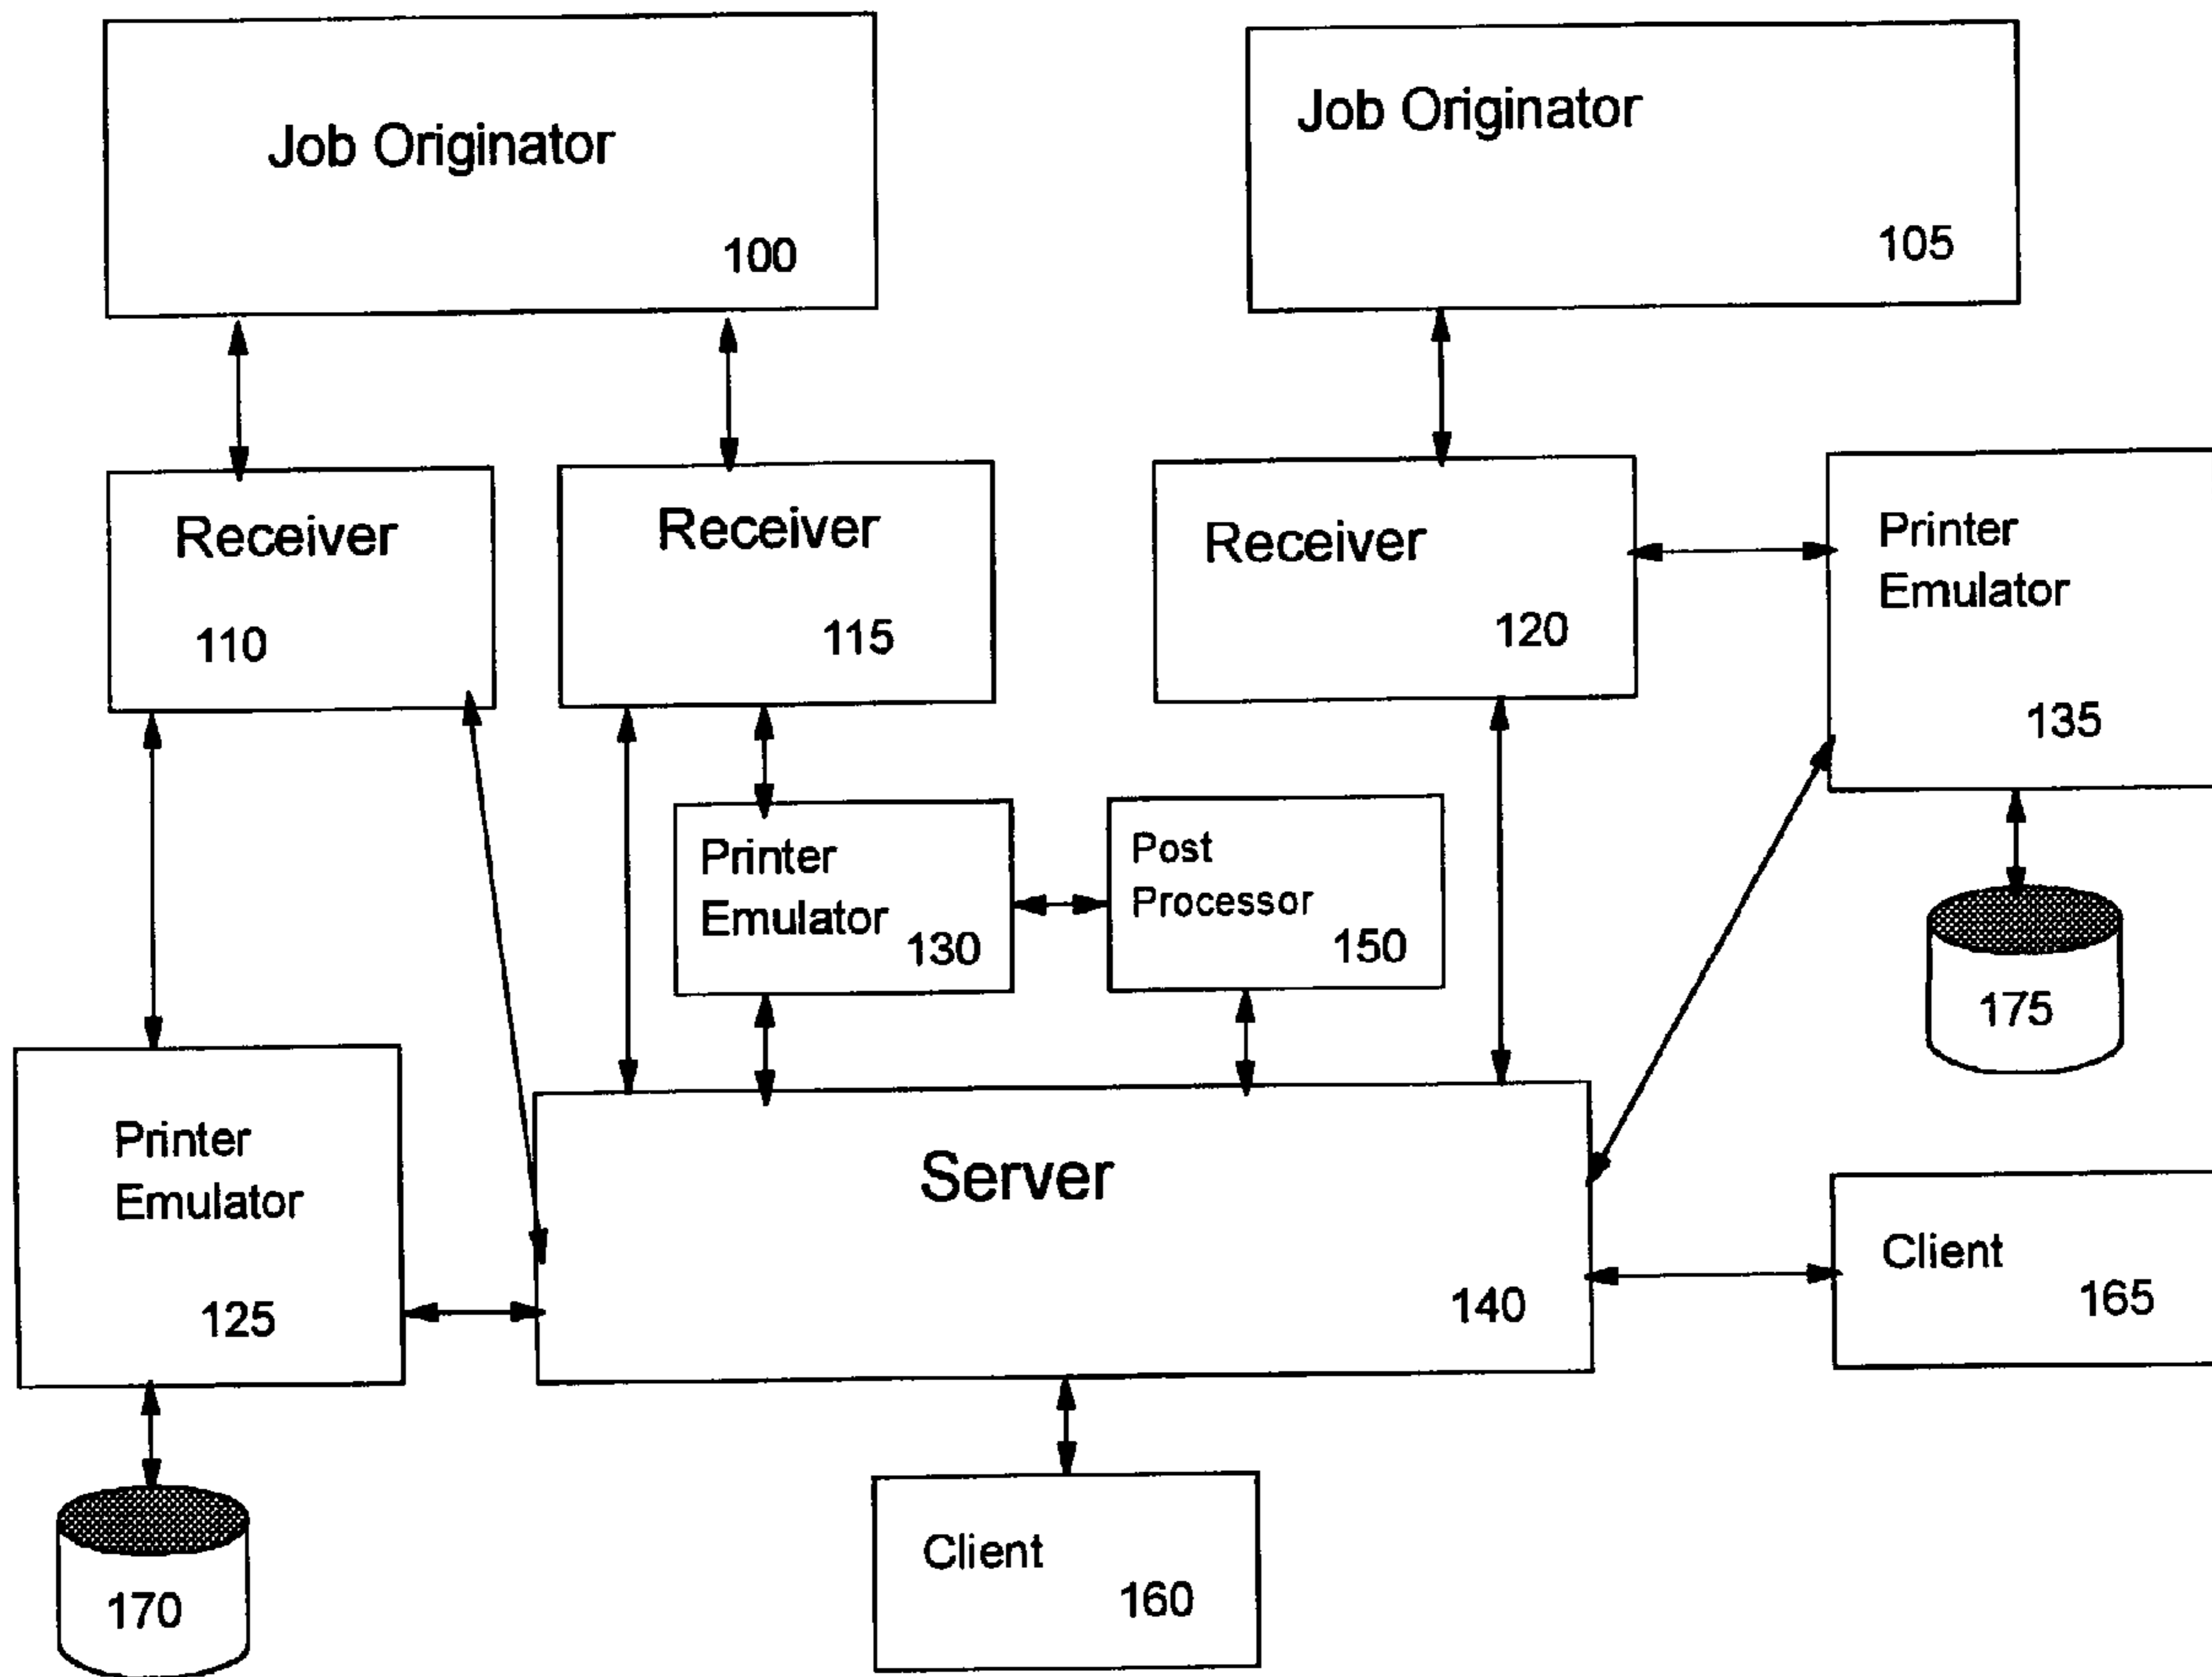 Job Originator
100
Job Originator
105
Receiver
110
Receiver
115
Receiver
120
Printer
Emulator
135
Printer
Emulator
130
Post
Processor
150
175
Printer
Emulator
125
Server
140
Client
165
170
Client
160